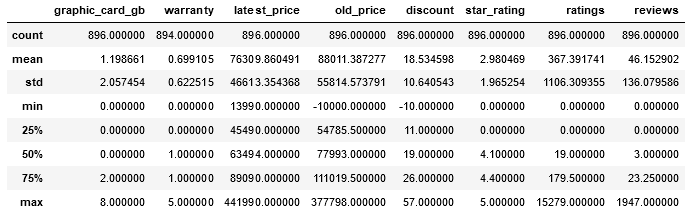 graphic_card_gb warranty latest_price old_price discount star_rating ratings reviews
count 896.000000 894.000000 896.000000 896.000000 896.000000 896.000000 896.000000 896.000000
mean 1.198661 0.699105 76309.860491 88011.387277 18.534598 2.980469 367.391741 46.152902
std 2.057454 0.622515 46613.354368 55814.573791 10.640543 1.965254 1106.309355 136.079586
min 0.000000 0.000000 13990.000000 -10000.000000 -10.000000 0.000000 0.000000 0.000000
25% 0.000000 0.000000 45490.000000 54785.500000 11.000000 0.000000 0.000000 0.000000
50% 0.000000 1.000000 63494.000000 77993.000000 19.000000 4.100000 19.000000 3.000000
75% 2.000000 1.000000 89090.000000 111019.500000 26.000000 4.400000 179.500000 23.250000
max 8.000000 5.000000 441990.000000 377798.000000 57.000000 5.000000 15279.000000 1947.000000